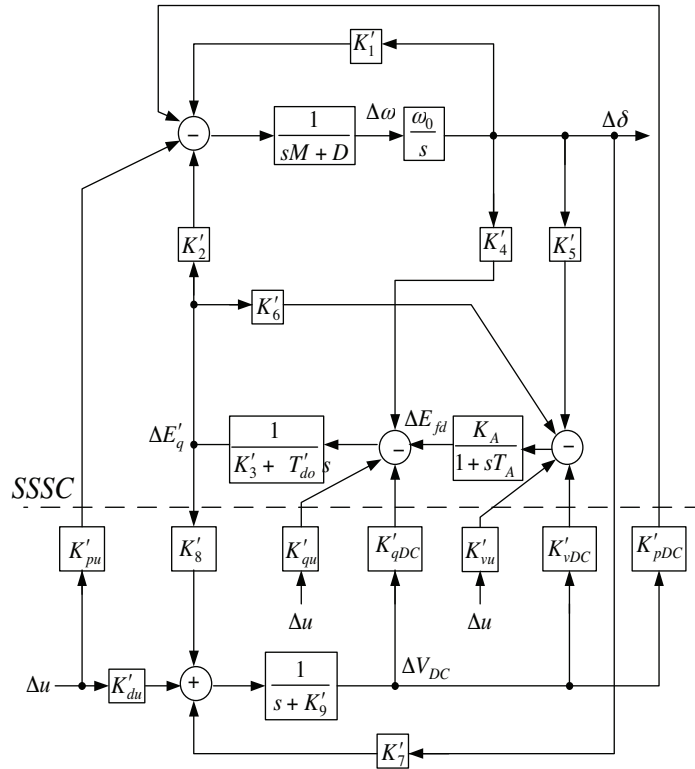 K′1
Δω
Δδ
-
1
sM + D
ω0
s
K′2
K′4
K′5
K′6
ΔE′q
1
K′3 + T′do s
-
ΔEfd
KA
1 + sTA
-
SSSC
K′pu
K′8
K′qu
K′qDC
K′vu
K′vDC
K′pDC
Δu
Δu
Δu
K′du
+
1
s + K′9
ΔVDC
K′7